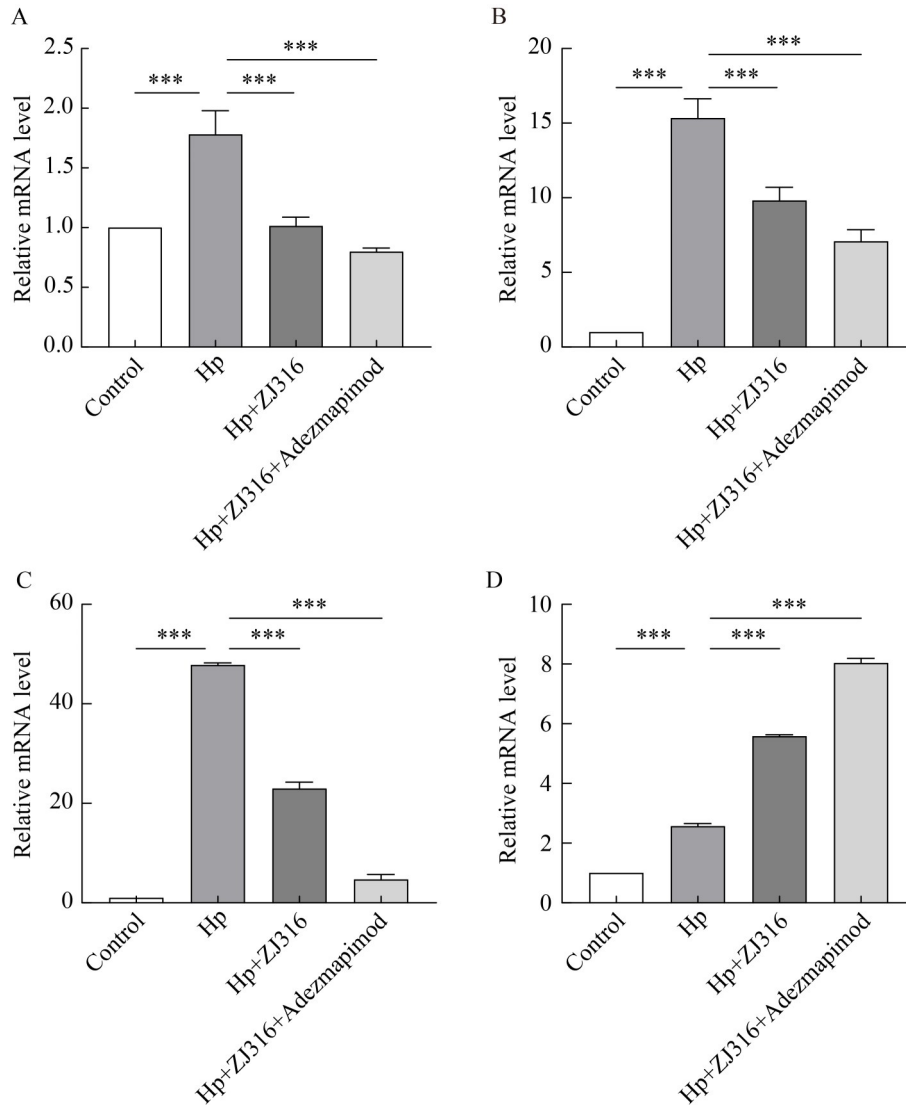 A
Relative mRNA level
2.5
2.0
1.5
1.0
0.5
0.0
***
***
***
Control
Hp
Hp+ZJ316
Hp+ZJ316+Adezmapimod
B
Relative mRNA level
20
15
10
5
0
***
***
***
Control
Hp
Hp+ZJ316
Hp+ZJ316+Adezmapimod
C
Relative mRNA level
60
40
20
0
***
***
***
Control
Hp
Hp+ZJ316
Hp+ZJ316+Adezmapimod
D
Relative mRNA level
10
8
6
4
2
0
***
***
***
Control
Hp
Hp+ZJ316
Hp+ZJ316+Adezmapimod